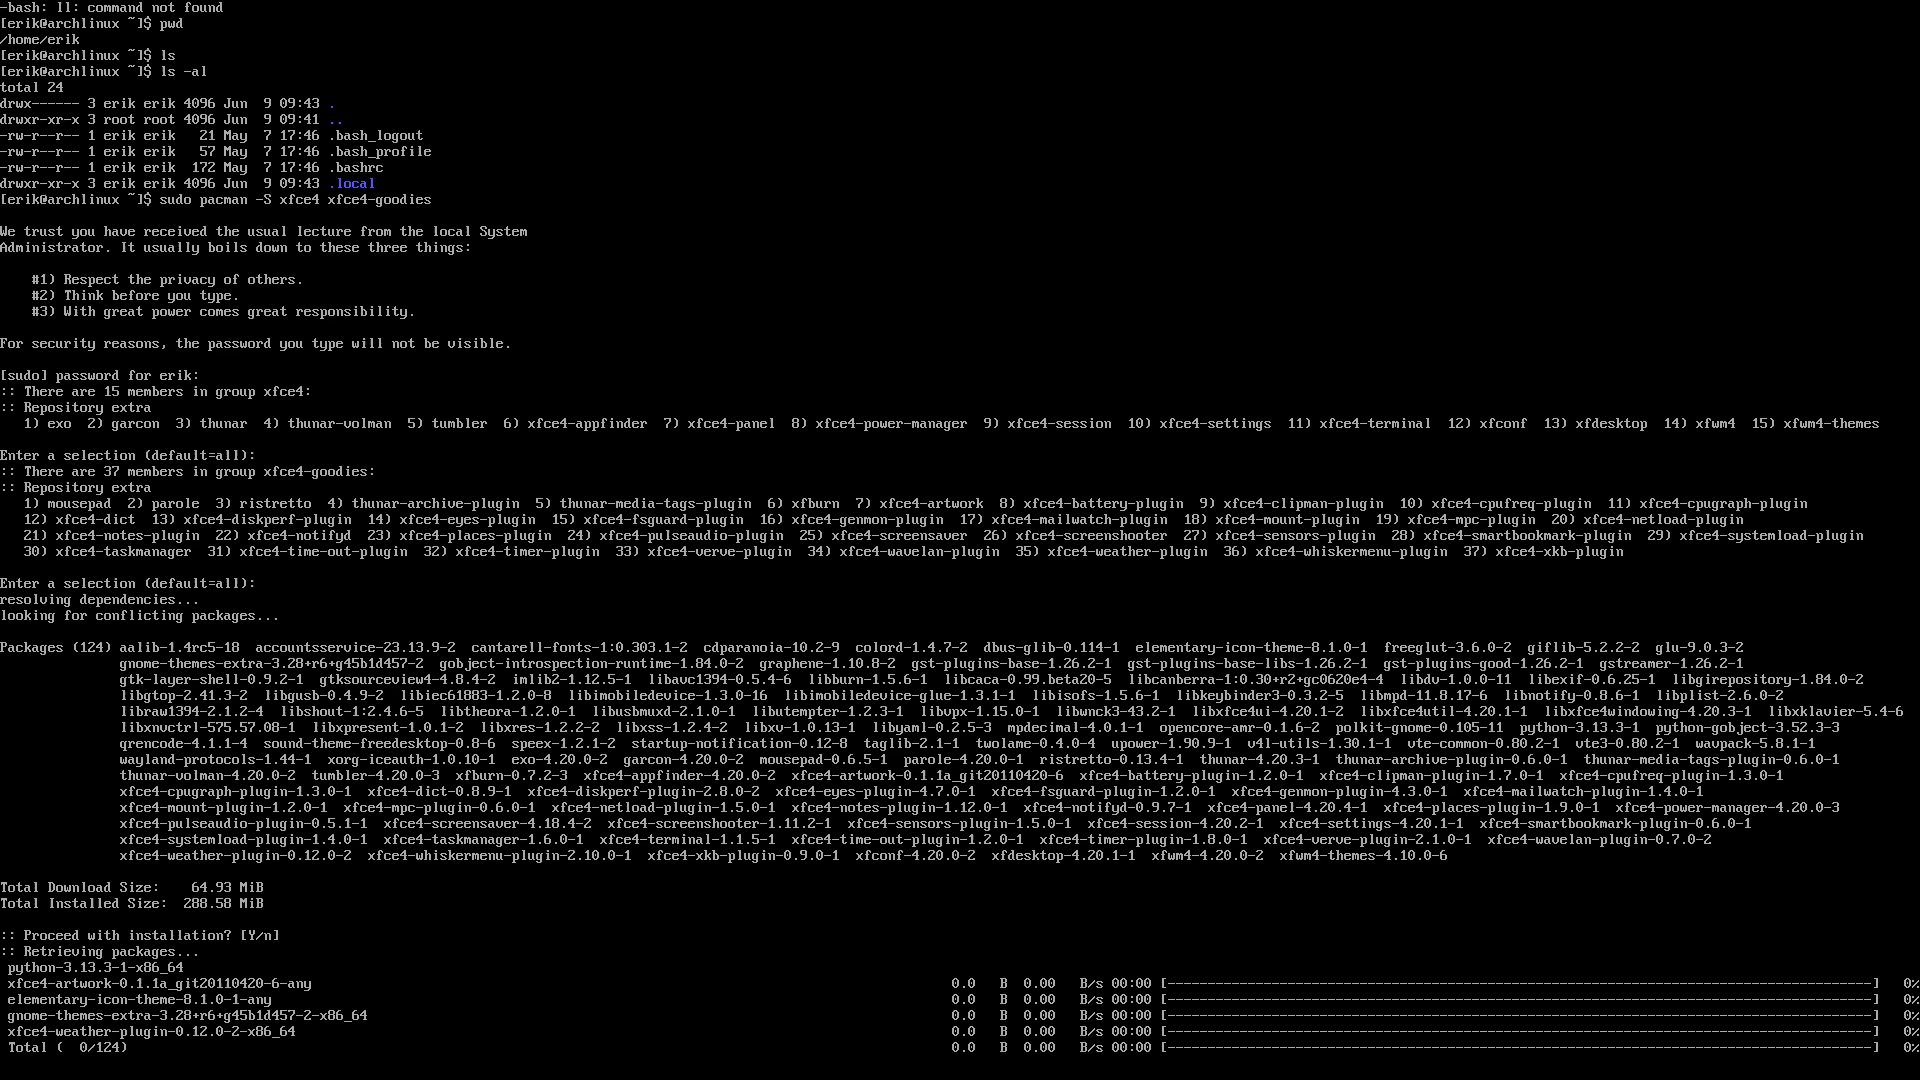 -bash: ll: command not found
[erik@archlinux ~]$ pwd
/home/erik
[erik@archlinux ~]$ ls
[erik@archlinux ~]$ ls -al
total 24
drwx------ 3 erik erik 4096 Jun  9 09:43 .
drwxr-xr-x 3 root root 4096 Jun  9 09:41 ..
-rw-r--r-- 1 erik erik   21 May  7 17:46 .bash_logout
-rw-r--r-- 1 erik erik   57 May  7 17:46 .bash_profile
-rw-r--r-- 1 erik erik  172 May  7 17:46 .bashrc
drwxr-xr-x 3 erik erik 4096 Jun  9 09:43 .local
[erik@archlinux ~]$ sudo pacman -S xfce4 xfce4-goodies
We trust you have received the usual lecture from the local System
Administrator. It usually boils down to these three things:
#1) Respect the privacy of others.
#2) Think before you type.
#3) With great power comes great responsibility.
For security reasons, the password you type will not be visible.
[sudo] password for erik:
:: There are 15 members in group xfce4:
:: Repository extra
1) exo  2) garcon  3) thunar  4) thunar-volman  5) tumbler  6) xfce4-appfinder  7) xfce4-panel  8) xfce4-power-manager  9) xfce4-session  10) xfce4-settings  11) xfce4-terminal  12) xfconf  13) xfdesktop  14) xfwm4  15) xfwm4-themes
Enter a selection (default=all):
:: There are 37 members in group xfce4-goodies:
:: Repository extra
1) mousepad  2) parole  3) ristretto  4) thunar-archive-plugin  5) thunar-media-tags-plugin  6) xfburn  7) xfce4-artwork  8) xfce4-battery-plugin  9) xfce4-clipman-plugin  10) xfce4-cpufreq-plugin  11) xfce4-cpugraph-plugin
12) xfce4-dict  13) xfce4-diskperf-plugin  14) xfce4-eyes-plugin  15) xfce4-fsguard-plugin  16) xfce4-genmon-plugin  17) xfce4-mailwatch-plugin  18) xfce4-mount-plugin  19) xfce4-mpc-plugin  20) xfce4-netload-plugin
21) xfce4-notes-plugin  22) xfce4-notifyd  23) xfce4-places-plugin  24) xfce4-pulseaudio-plugin  25) xfce4-screensaver  26) xfce4-screenshooter  27) xfce4-sensors-plugin  28) xfce4-smartbookmark-plugin  29) xfce4-systemload-plugin
30) xfce4-taskmanager  31) xfce4-time-out-plugin  32) xfce4-timer-plugin  33) xfce4-verve-plugin  34) xfce4-wavelan-plugin  35) xfce4-weather-plugin  36) xfce4-whiskermenu-plugin  37) xfce4-xkb-plugin
Enter a selection (default=all):
resolving dependencies...
looking for conflicting packages...
Packages (124) aalib-1.4rc5-18  accountsservice-23.13.9-2  cantarell-fonts-1:0.303.1-2  cdparanoia-10.2-9  colord-1.4.7-2  dbus-glib-0.114-1  elementary-icon-theme-8.1.0-1  freeglut-3.6.0-2  giflib-5.2.2-2  glu-9.0.3-2
gnome-themes-extra-3.28+r6+g45b1d457-2  gobject-introspection-runtime-1.84.0-2  graphene-1.10.8-2  gst-plugins-base-1.26.2-1  gst-plugins-base-libs-1.26.2-1  gst-plugins-good-1.26.2-1  gstreamer-1.26.2-1
gtk-layer-shell-0.9.2-1  gtksourceview4-4.8.4-2  imlib2-1.12.5-1  libavc1394-0.5.4-6  libburn-1.5.6-1  libcaca-0.99.beta20-5  libcanberra-1:0.30+r2+gc0620e4-4  libdv-1.0.0-11  libexif-0.6.25-1  libgirepository-1.84.0-2
libgtop-2.41.3-2  libgusb-0.4.9-2  libiec61883-1.2.0-8  libimobiledevice-1.3.0-16  libimobiledevice-glue-1.3.1-1  libisofs-1.5.6-1  libkeybinder3-0.3.2-5  libmpd-11.8.17-6  libnotify-0.8.6-1  libplist-2.6.0-2
libraw1394-2.1.2-4  libshout-1:2.4.6-5  libtheora-1.2.0-1  libusbmuxd-2.1.0-1  libutempter-1.2.3-1  libvpx-1.15.0-1  libwnck3-43.2-1  libxfce4ui-4.20.1-2  libxfce4util-4.20.1-1  libxfce4windowing-4.20.3-1  libxklavier-5.4-6
libxnvctrl-575.57.08-1  libxpresent-1.0.1-2  libxres-1.2.2-2  libxss-1.2.4-2  libxv-1.0.13-1  libyaml-0.2.5-3  mpdecimal-4.0.1-1  opencore-amr-0.1.6-2  polkit-gnome-0.105-11  python-3.13.3-1  python-gobject-3.52.3-3
qrencode-4.1.1-4  sound-theme-freedesktop-0.8-6  speex-1.2.1-2  startup-notification-0.12-8  taglib-2.1-1  twolame-0.4.0-4  upower-1.90.9-1  v4l-utils-1.30.1-1  vte-common-0.80.2-1  vte3-0.80.2-1  wavpack-5.8.1-1
wayland-protocols-1.44-1  xorg-iceauth-1.0.10-1  exo-4.20.0-2  garcon-4.20.0-2  mousepad-0.6.5-1  parole-4.20.0-1  ristretto-0.13.4-1  thunar-4.20.3-1  thunar-archive-plugin-0.6.0-1  thunar-media-tags-plugin-0.6.0-1
thunar-volman-4.20.0-2  tumbler-4.20.0-3  xfburn-0.7.2-3  xfce4-appfinder-4.20.0-2  xfce4-artwork-0.1.1a_git20110420-6  xfce4-battery-plugin-1.2.0-1  xfce4-clipman-plugin-1.7.0-1  xfce4-cpufreq-plugin-1.3.0-1
xfce4-cpugraph-plugin-1.3.0-1  xfce4-dict-0.8.9-1  xfce4-diskperf-plugin-2.8.0-2  xfce4-eyes-plugin-4.7.0-1  xfce4-fsguard-plugin-1.2.0-1  xfce4-genmon-plugin-4.3.0-1  xfce4-mailwatch-plugin-1.4.0-1
xfce4-mount-plugin-1.2.0-1  xfce4-mpc-plugin-0.6.0-1  xfce4-netload-plugin-1.5.0-1  xfce4-notes-plugin-1.12.0-1  xfce4-notifyd-0.9.7-1  xfce4-panel-4.20.4-1  xfce4-places-plugin-1.9.0-1  xfce4-power-manager-4.20.0-3
xfce4-pulseaudio-plugin-0.5.1-1  xfce4-screensaver-4.18.4-2  xfce4-screenshooter-1.11.2-1  xfce4-sensors-plugin-1.5.0-1  xfce4-session-4.20.2-1  xfce4-settings-4.20.1-1  xfce4-smartbookmark-plugin-0.6.0-1
xfce4-systemload-plugin-1.4.0-1  xfce4-taskmanager-1.6.0-1  xfce4-terminal-1.1.5-1  xfce4-time-out-plugin-1.2.0-1  xfce4-timer-plugin-1.8.0-1  xfce4-verve-plugin-2.1.0-1  xfce4-wavelan-plugin-0.7.0-2
xfce4-weather-plugin-0.12.0-2  xfce4-whiskermenu-plugin-2.10.0-1  xfce4-xkb-plugin-0.9.0-1  xfconf-4.20.0-2  xfdesktop-4.20.1-1  xfwm4-4.20.0-2  xfwm4-themes-4.10.0-6
Total Download Size:    64.93 MiB
Total Installed Size:  288.58 MiB
:: Proceed with installation? [Y/n]
:: Retrieving packages...
python-3.13.3-1-x86_64
xfce4-artwork-0.1.1a_git20110420-6-any 0.0   B  0.00   B/s 00:00 [----------------------------------------------------------------------------------------] 0%
elementary-icon-theme-8.1.0-1-any 0.0   B  0.00   B/s 00:00 [----------------------------------------------------------------------------------------] 0%
gnome-themes-extra-3.28+r6+g45b1d457-2-x86_64 0.0   B  0.00   B/s 00:00 [----------------------------------------------------------------------------------------] 0%
xfce4-weather-plugin-0.12.0-2-x86_64 0.0   B  0.00   B/s 00:00 [----------------------------------------------------------------------------------------] 0%
Total (  0/124) 0.0   B  0.00   B/s 00:00 [----------------------------------------------------------------------------------------] 0%